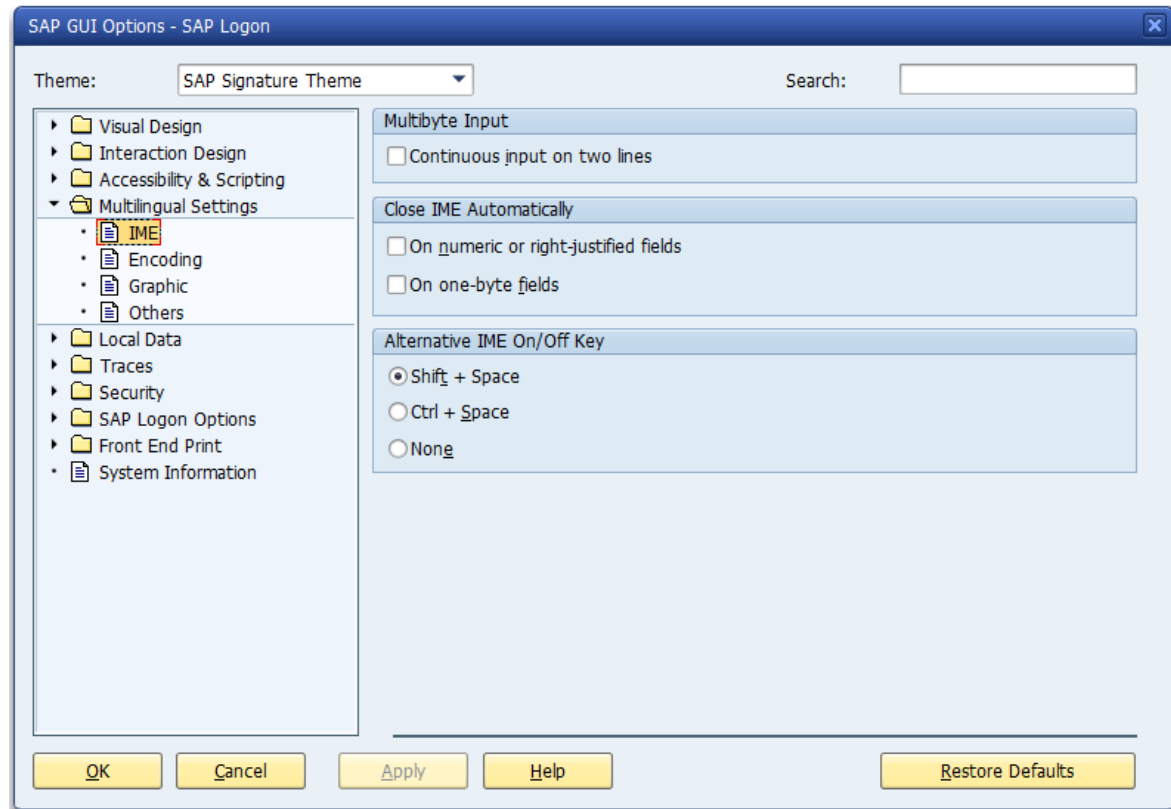 SAP GUI Options - SAP Logon
Theme: SAP Signature Theme Search:
Visual Design
Interaction Design
Accessibility & Scripting
Multilingual Settings
IME
Encoding
Graphic
Others
Local Data
Traces
Security
SAP Logon Options
Front End Print
System Information
Multibyte Input
Continuous input on two lines
Close IME Automatically
On numeric or right-justified fields
On one-byte fields
Alternative IME On/Off Key
Shift + Space
Ctrl + Space
None
OK Cancel Apply Help Restore Defaults